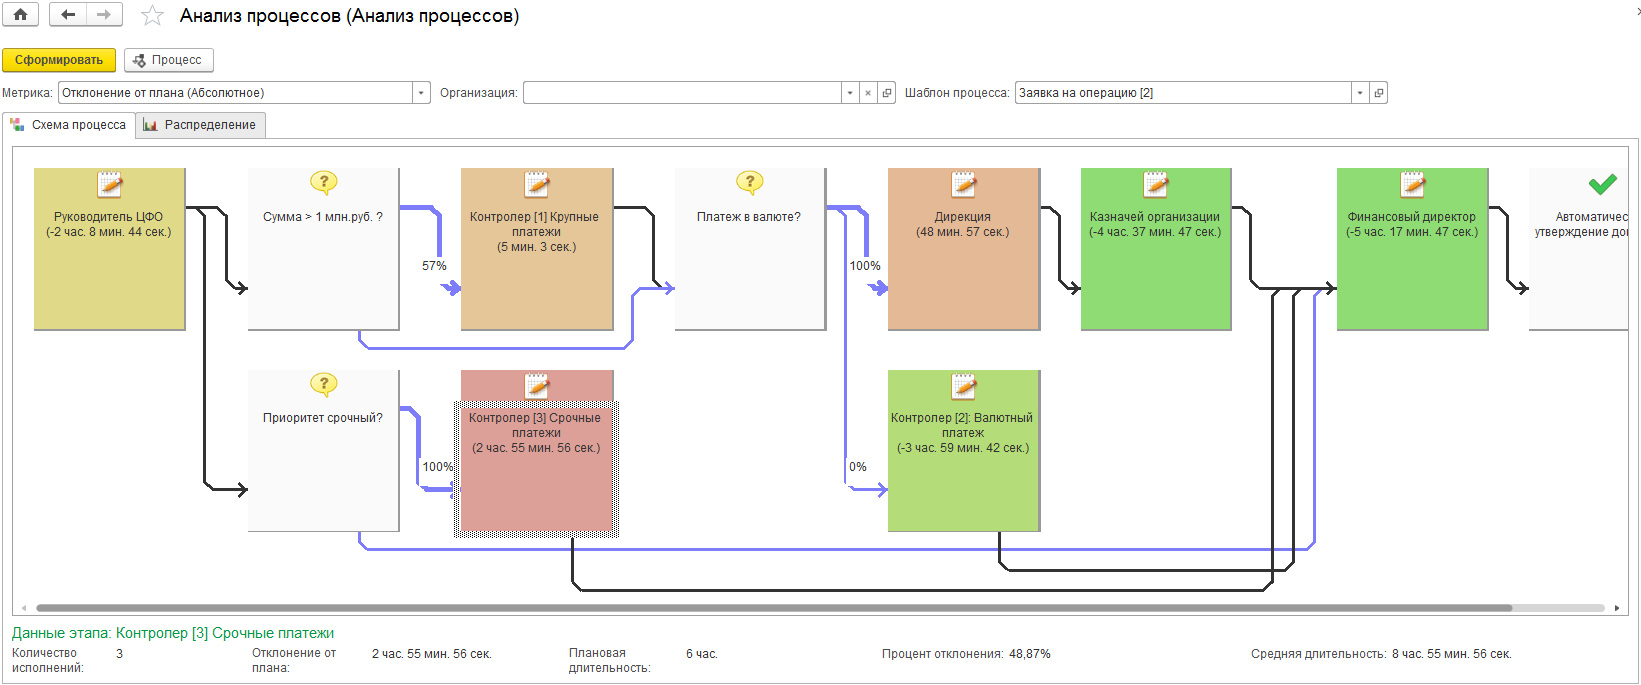 Анализ процессов (Анализ процессов)
Сформировать
Процесс
Метрика: Отклонение от плана (Абсолютное)
Организация:
Шаблон процесса: Заявка на операцию [2]
Схема процесса
Распределение
Руководитель ЦФО
(-2 час. 8 мин. 44 сек.)
Сумма > 1 млн.руб. ?
57%
Контролер [1] Крупные
платежи
(5 мин. 3 сек.)
Платеж в валюте?
100%
Дирекция
(48 мин. 57 сек.)
Казначей организации
(-4 час. 37 мин. 47 сек.)
Финансовый директор
(-5 час. 17 мин. 47 сек.)
Автоматичес
утверждение до
Приоритет срочный?
100%
Контролер [3] Срочные
платежи
(2 час. 55 мин. 56 сек.)
0%
Контролер [2]: Валютный
платеж
(-3 час. 59 мин. 42 сек.)
Данные этапа: Контролер [3] Срочные платежи
Количество
исполнений:
3
Отклонение от
плана:
2 час. 55 мин. 56 сек.
Плановая
длительность:
6 час.
Процент отклонения: 48,87%
Средняя длительность: 8 час. 55 мин. 56 сек.